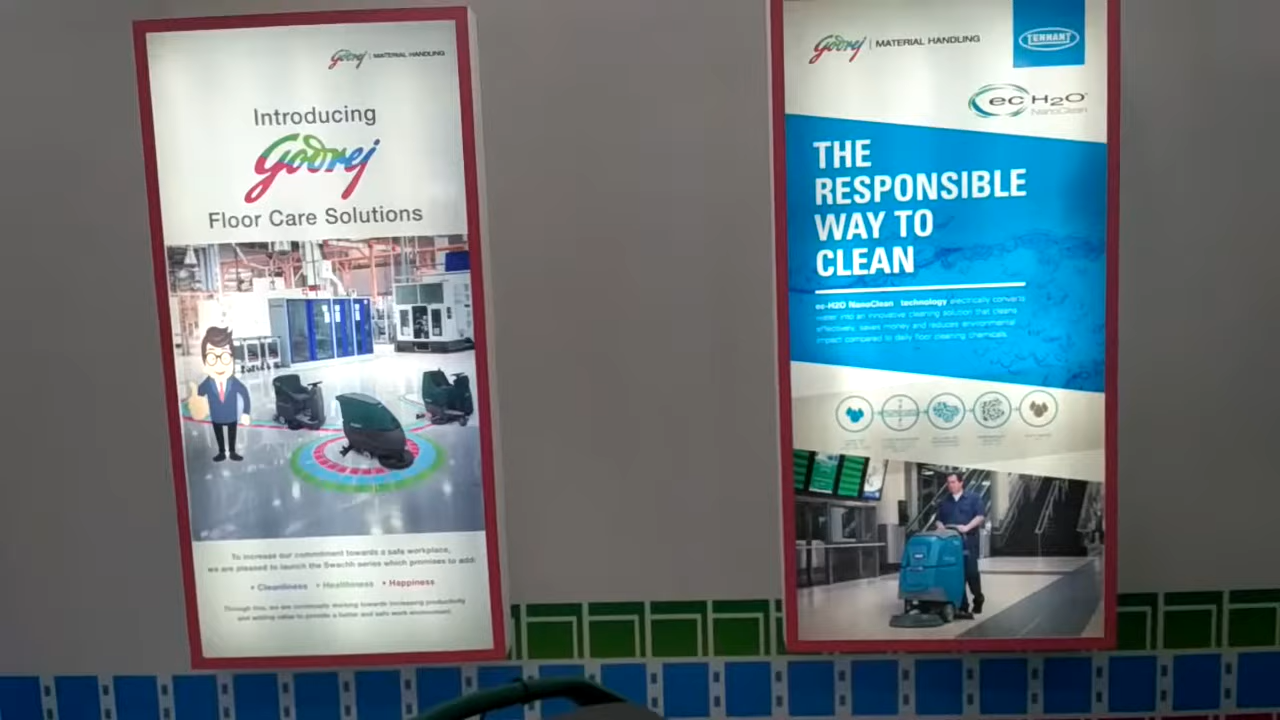 Godrej | MATERIAL HANDLING
Introducing
Godrej
Floor Care Solutions
To increase our commitment towards a safe workplace,
we are pleased to launch the Swachh series which promises to add:
• Cleanliness • Healthiness • Happiness
Through this, we are continually working towards increasing productivity
and adding value to provide a better and safe work environment.
Godrej | MATERIAL HANDLING
TENNANT
ec H2O™
NanoClean
THE
RESPONSIBLE
WAY TO
CLEAN
ec-H2O NanoClean technology electrically converts
water into an innovative cleaning solution that cleans
effectively, saves money and reduces environmental
impact compared to daily floor cleaning chemicals.